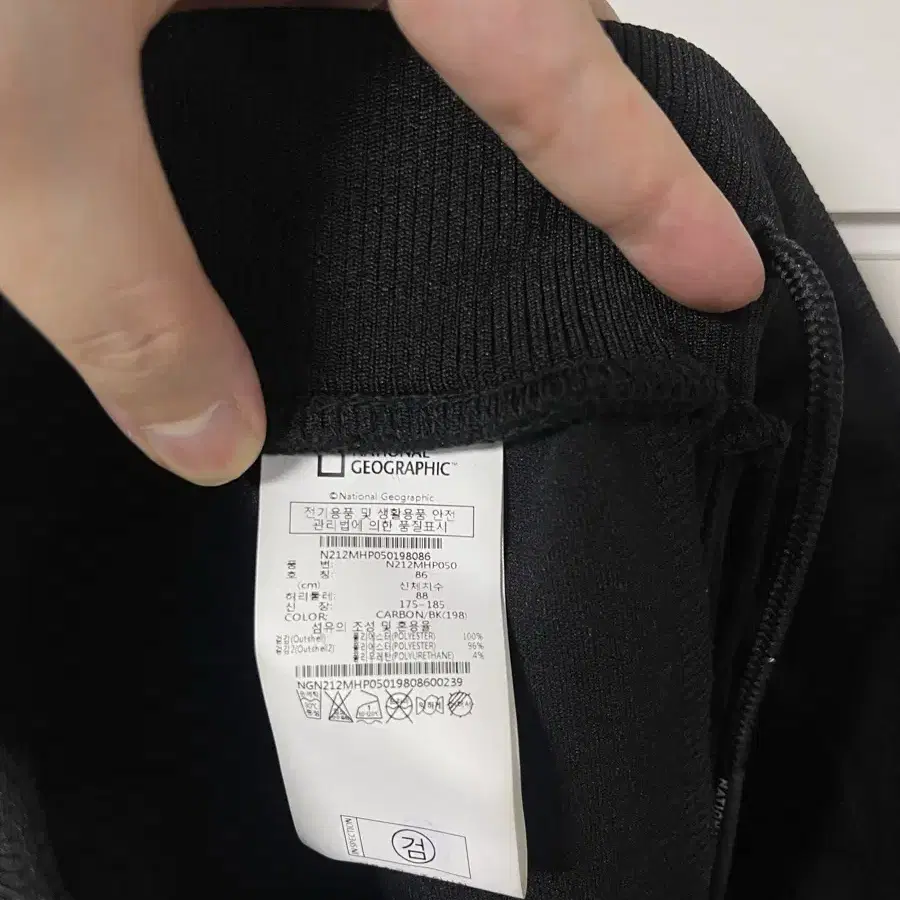 NATIONAL
GEOGRAPHIC™
©National Geographic
전기용품 및 생활용품 안전
관리법에 의한 품질표시
N212MHP050198086
품 번: N212MHP050
호 칭: 86
(cm) 신체치수
허리둘레: 88
신 장: 175-185
COLOR: CARBON/BK(198)
섬유의 조성 및 혼용율
겉감(Outshell) 폴리에스터(POLYESTER) 100%
겉감2(Outshell2) 폴리에스터(POLYESTER) 96%
폴리우레탄(POLYURETHANE) 4%
NGN212MHP05019808600239
INSPECTION
검
NATION